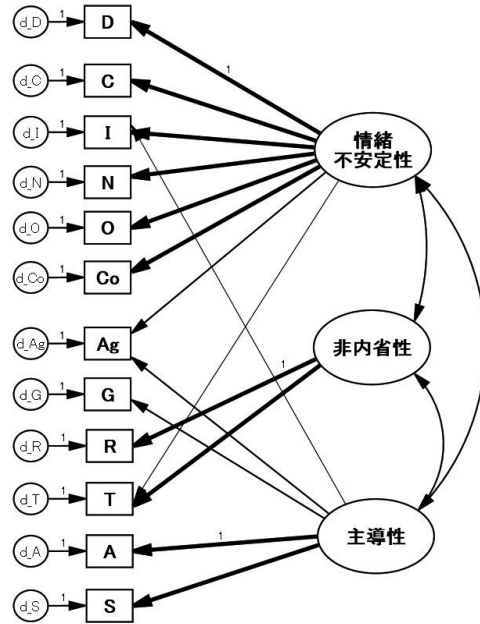 d_D 1 D
1
d_C 1 C
d_I 1 I
情緒
不安定性
d_N 1 N
d_O 1 O
d_Co 1 Co
d_Ag 1 Ag
非内省性
1
d_G 1 G
d_R 1 R
d_T 1 T
主導性
1
d_A 1 A
d_S 1 S